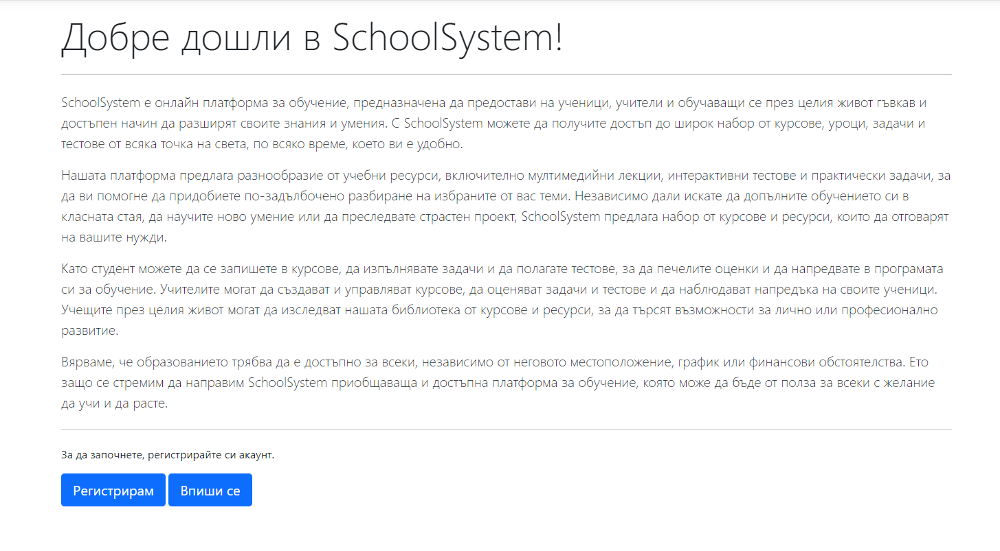 Добре дошли в SchoolSystem!
SchoolSystem е онлайн платформа за обучение, предназначена да предостави на ученици, учители и обучаващи се през целия живот гъвкав и
достъпен начин да разширят своите знания и умения. С SchoolSystem можете да получите достъп до широк набор от курсове, уроци, задачи и
тестове от всяка точка на света, по всяко време, което ви е удобно.
Нашата платформа предлага разнообразие от учебни ресурси, включително мултимедийни лекции, интерактивни тестове и практически задачи, за
да ви помогне да придобиете по-задълбочено разбиране на избраните от вас теми. Независимо дали искате да допълните обучението си в
класната стая, да научите ново умение или да преследвате страстен проект, SchoolSystem предлага набор от курсове и ресурси, които да отговарят
на вашите нужди.
Като студент можете да се запишете в курсове, да изпълнявате задачи и да полагате тестове, за да печелите оценки и да напредвате в програмата
си за обучение. Учителите могат да създават и управляват курсове, да оценяват задачи и тестове и да наблюдават напредъка на своите ученици.
Учещите през целия живот могат да изследват нашата библиотека от курсове и ресурси, за да търсят възможности за лично или професионално
развитие.
Вярваме, че образованието трябва да е достъпно за всеки, независимо от неговото местоположение, график или финансови обстоятелства. Ето
защо се стремим да направим SchoolSystem приобщаваща и достъпна платформа за обучение, която може да бъде от полза за всеки с желание
да учи и да расте.
За да започнете, регистрирайте си акаунт.
Регистрирам Впиши се